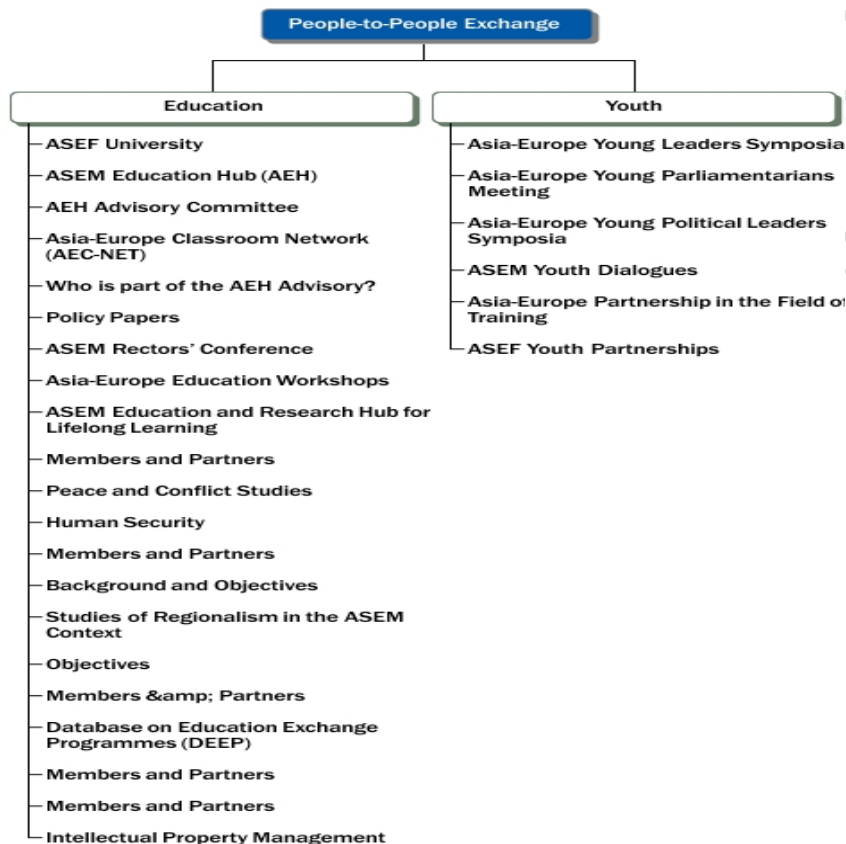 People-to-People Exchange
Education
ASEF University
ASEM Education Hub (AEH)
AEH Advisory Committee
Asia-Europe Classroom Network
(AEC-NET)
Who is part of the AEH Advisory?
Policy Papers
ASEM Rectors' Conference
Asia-Europe Education Workshops
ASEM Education and Research Hub for
Lifelong Learning
Members and Partners
Peace and Conflict Studies
Human Security
Members and Partners
Background and Objectives
Studies of Regionalism in the ASEM
Context
Objectives
Members &amp; Partners
Database on Education Exchange
Programmes (DEEP)
Members and Partners
Members and Partners
Intellectual Property Management
Youth
Asia-Europe Young Leaders Symposia
Asia-Europe Young Parliamentarians
Meeting
Asia-Europe Young Political Leaders
Symposia
ASEM Youth Dialogues
Asia-Europe Partnership in the Field of
Training
ASEF Youth Partnerships